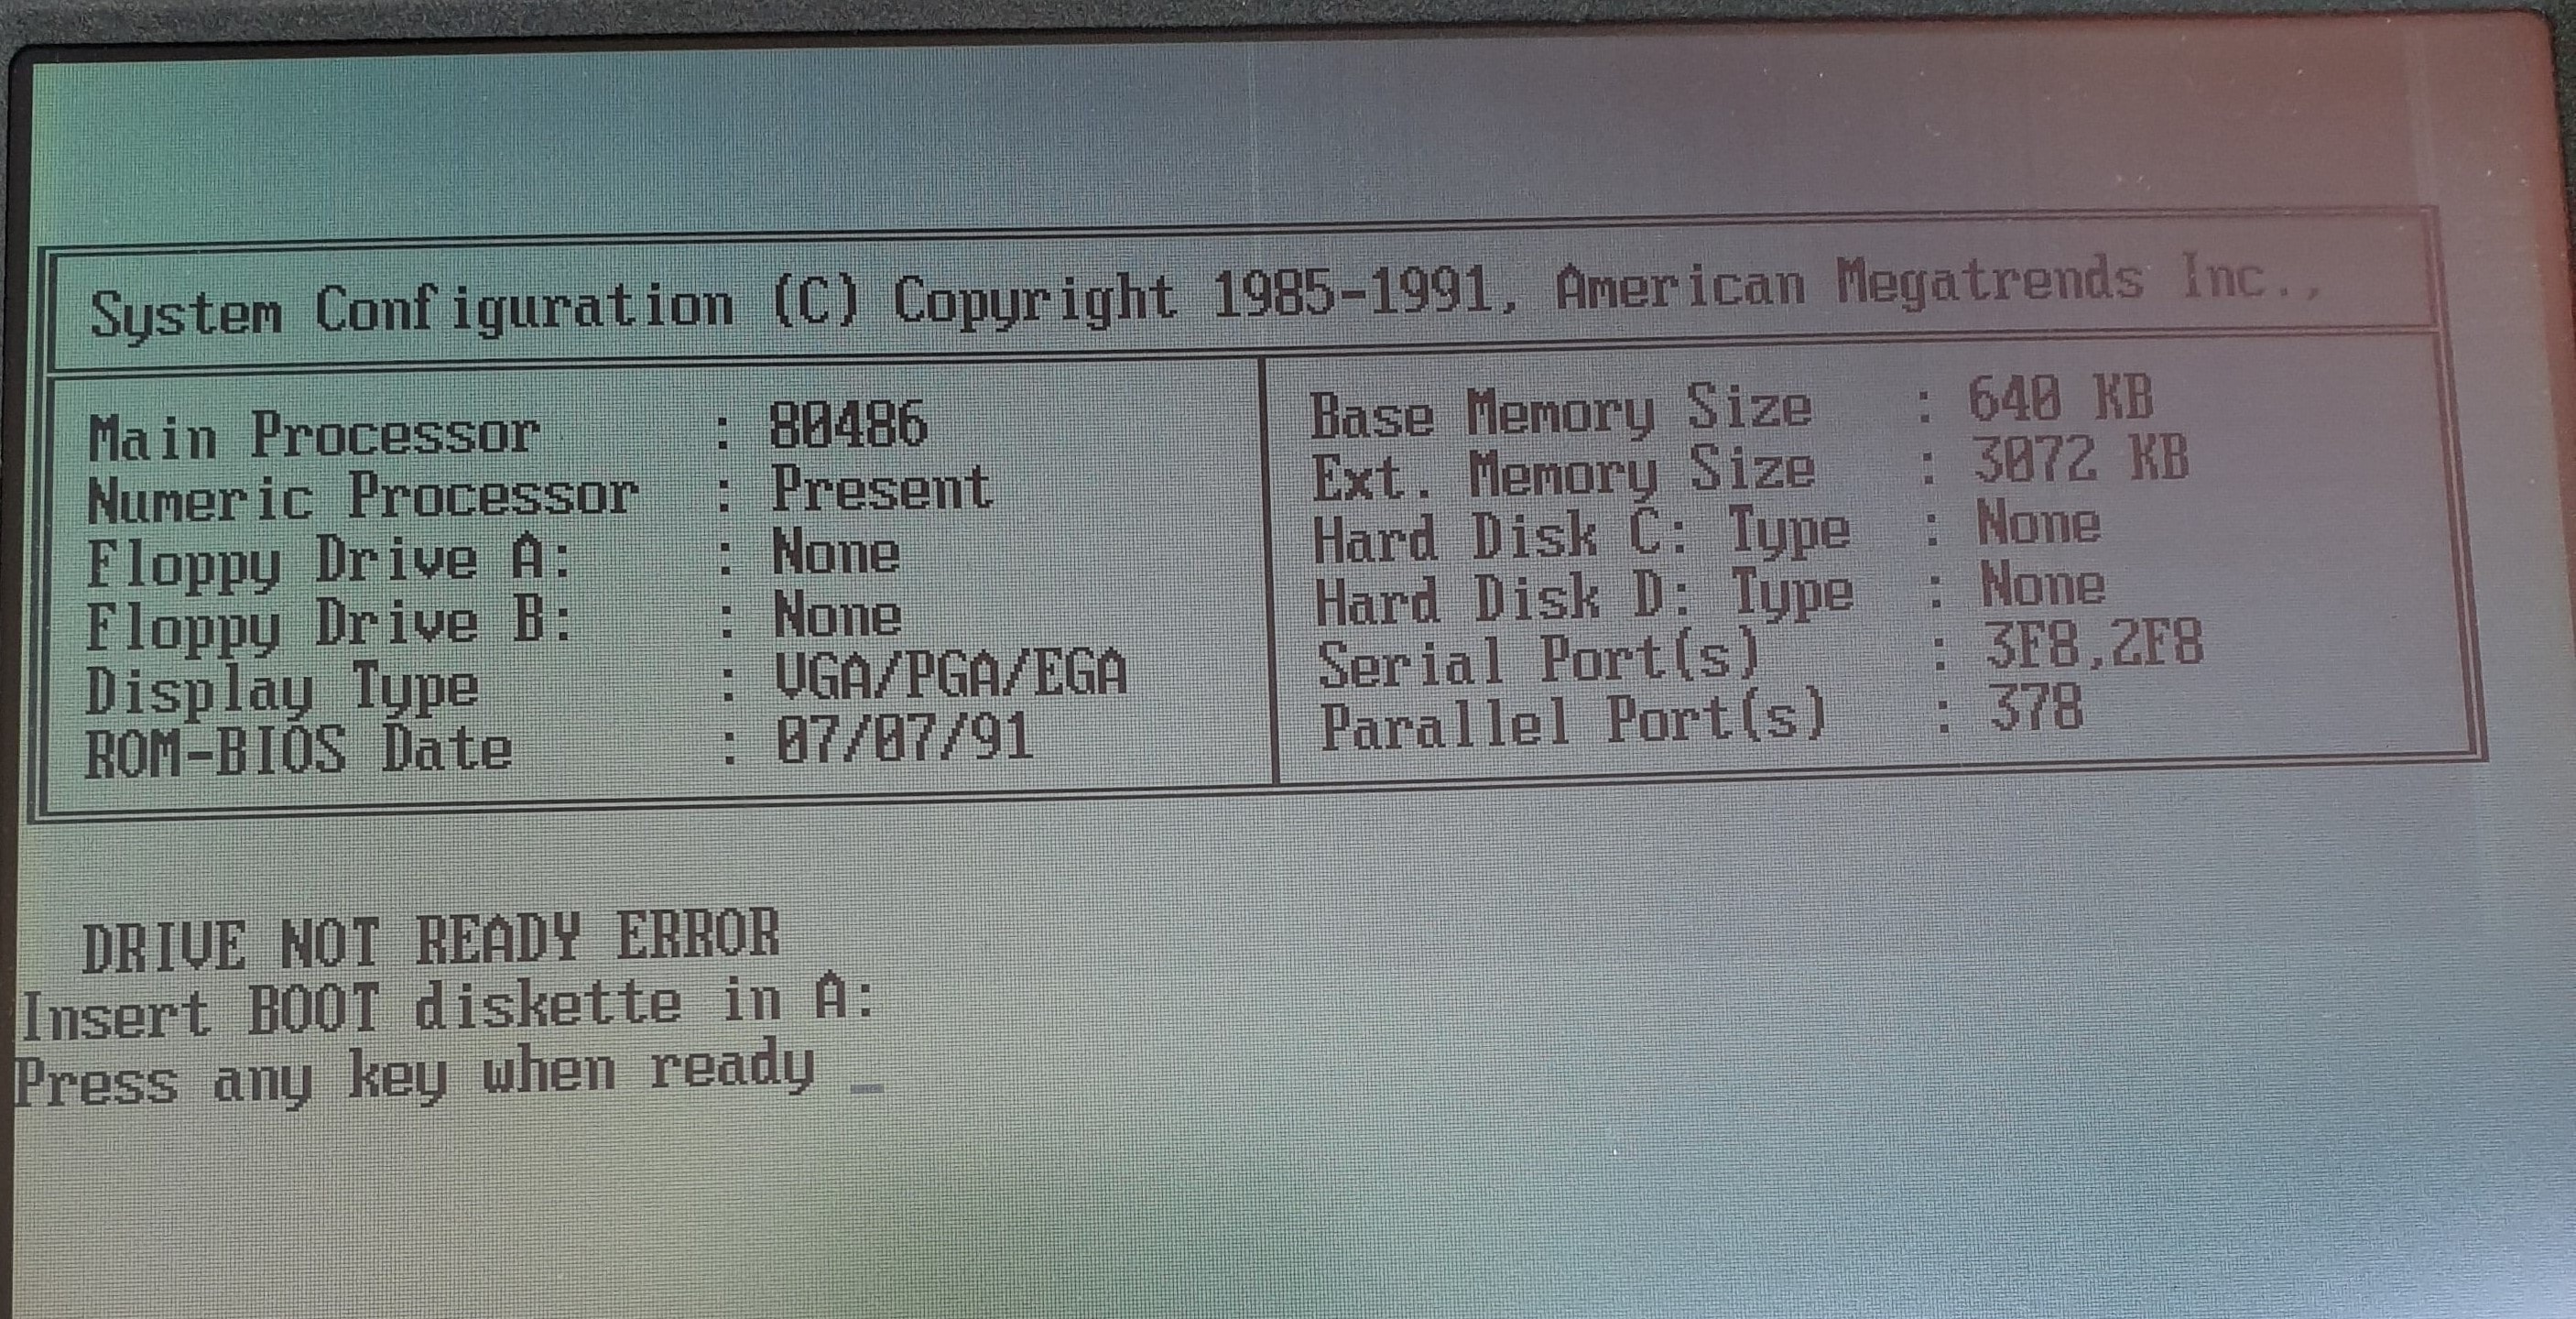 System Configuration (C) Copyright 1985-1991, American Megatrends Inc.,
Main Processor : 80486
Numeric Processor : Present
Floppy Drive A: : None
Floppy Drive B: : None
Display Type : VGA/PGA/EGA
ROM-BIOS Date : 07/07/91
Base Memory Size : 640 KB
Ext. Memory Size : 3072 KB
Hard Disk C: Type : None
Hard Disk D: Type : None
Serial Port(s) : 3F8,2F8
Parallel Port(s) : 378
DRIVE NOT READY ERROR
Insert BOOT diskette in A:
Press any key when ready _